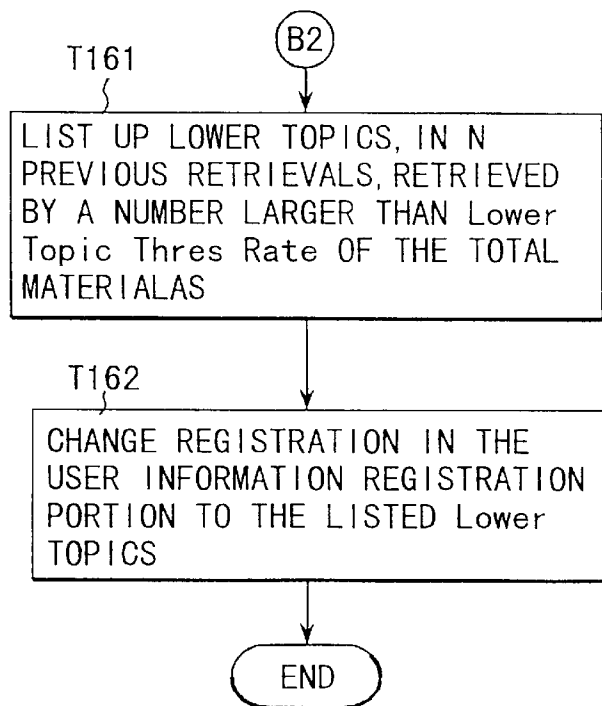 B2
T161
LIST UP LOWER TOPICS, IN N
PREVIOUS RETRIEVALS, RETRIEVED
BY A NUMBER LARGER THAN Lower
Topic Thres Rate OF THE TOTAL
MATERIALAS
T162
CHANGE REGISTRATION IN THE
USER INFORMATION REGISTRATION
PORTION TO THE LISTED Lower
TOPICS
END